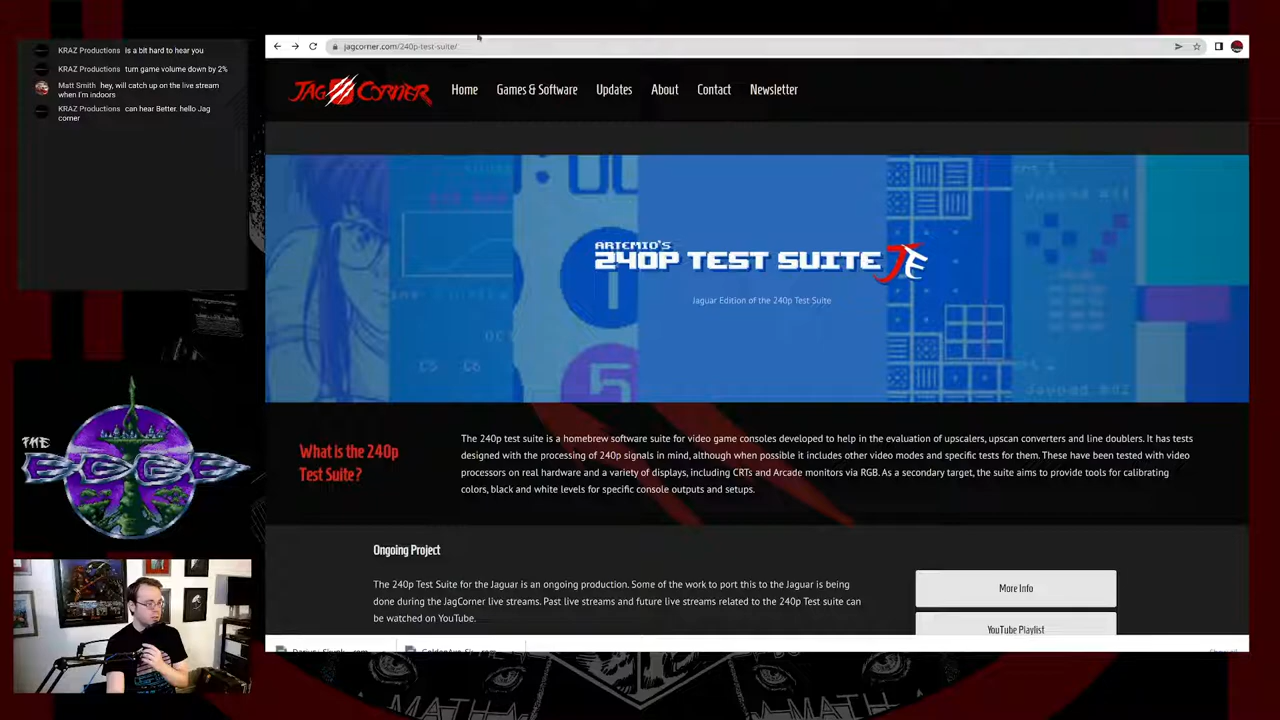 KRAZ Productions Is a bit hard to hear you
KRAZ Productions turn game volume down by 2%
Matt Smith hey, will catch up on the live stream
when I'm indoors
KRAZ Productions can hear Better. hello Jag
corner
jagcorner.com/240p-test-suite/
JAG CORNER
Home Games & Software Updates About Contact Newsletter
ARTEMIO'S
240P TEST SUITE JE
Jaguar Edition of the 240p Test Suite
What is the 240p
Test Suite?
The 240p test suite is a homebrew software suite for video game consoles developed to help in the evaluation of upscalers, upscan converters and line doublers. It has tests
designed with the processing of 240p signals in mind, although when possible it includes other video modes and specific tests for them. These have been tested with video
processors on real hardware and a variety of displays, including CRTs and Arcade monitors via RGB. As a secondary target, the suite aims to provide tools for calibrating
colors, black and white levels for specific console outputs and setups.
THE
EDGE
Ongoing Project
The 240p Test Suite for the Jaguar is an ongoing production. Some of the work to port this to the Jaguar is being
done during the JagCorner live streams. Past live streams and future live streams related to the 240p Test suite can
be watched on YouTube.
More Info
YouTube Playlist